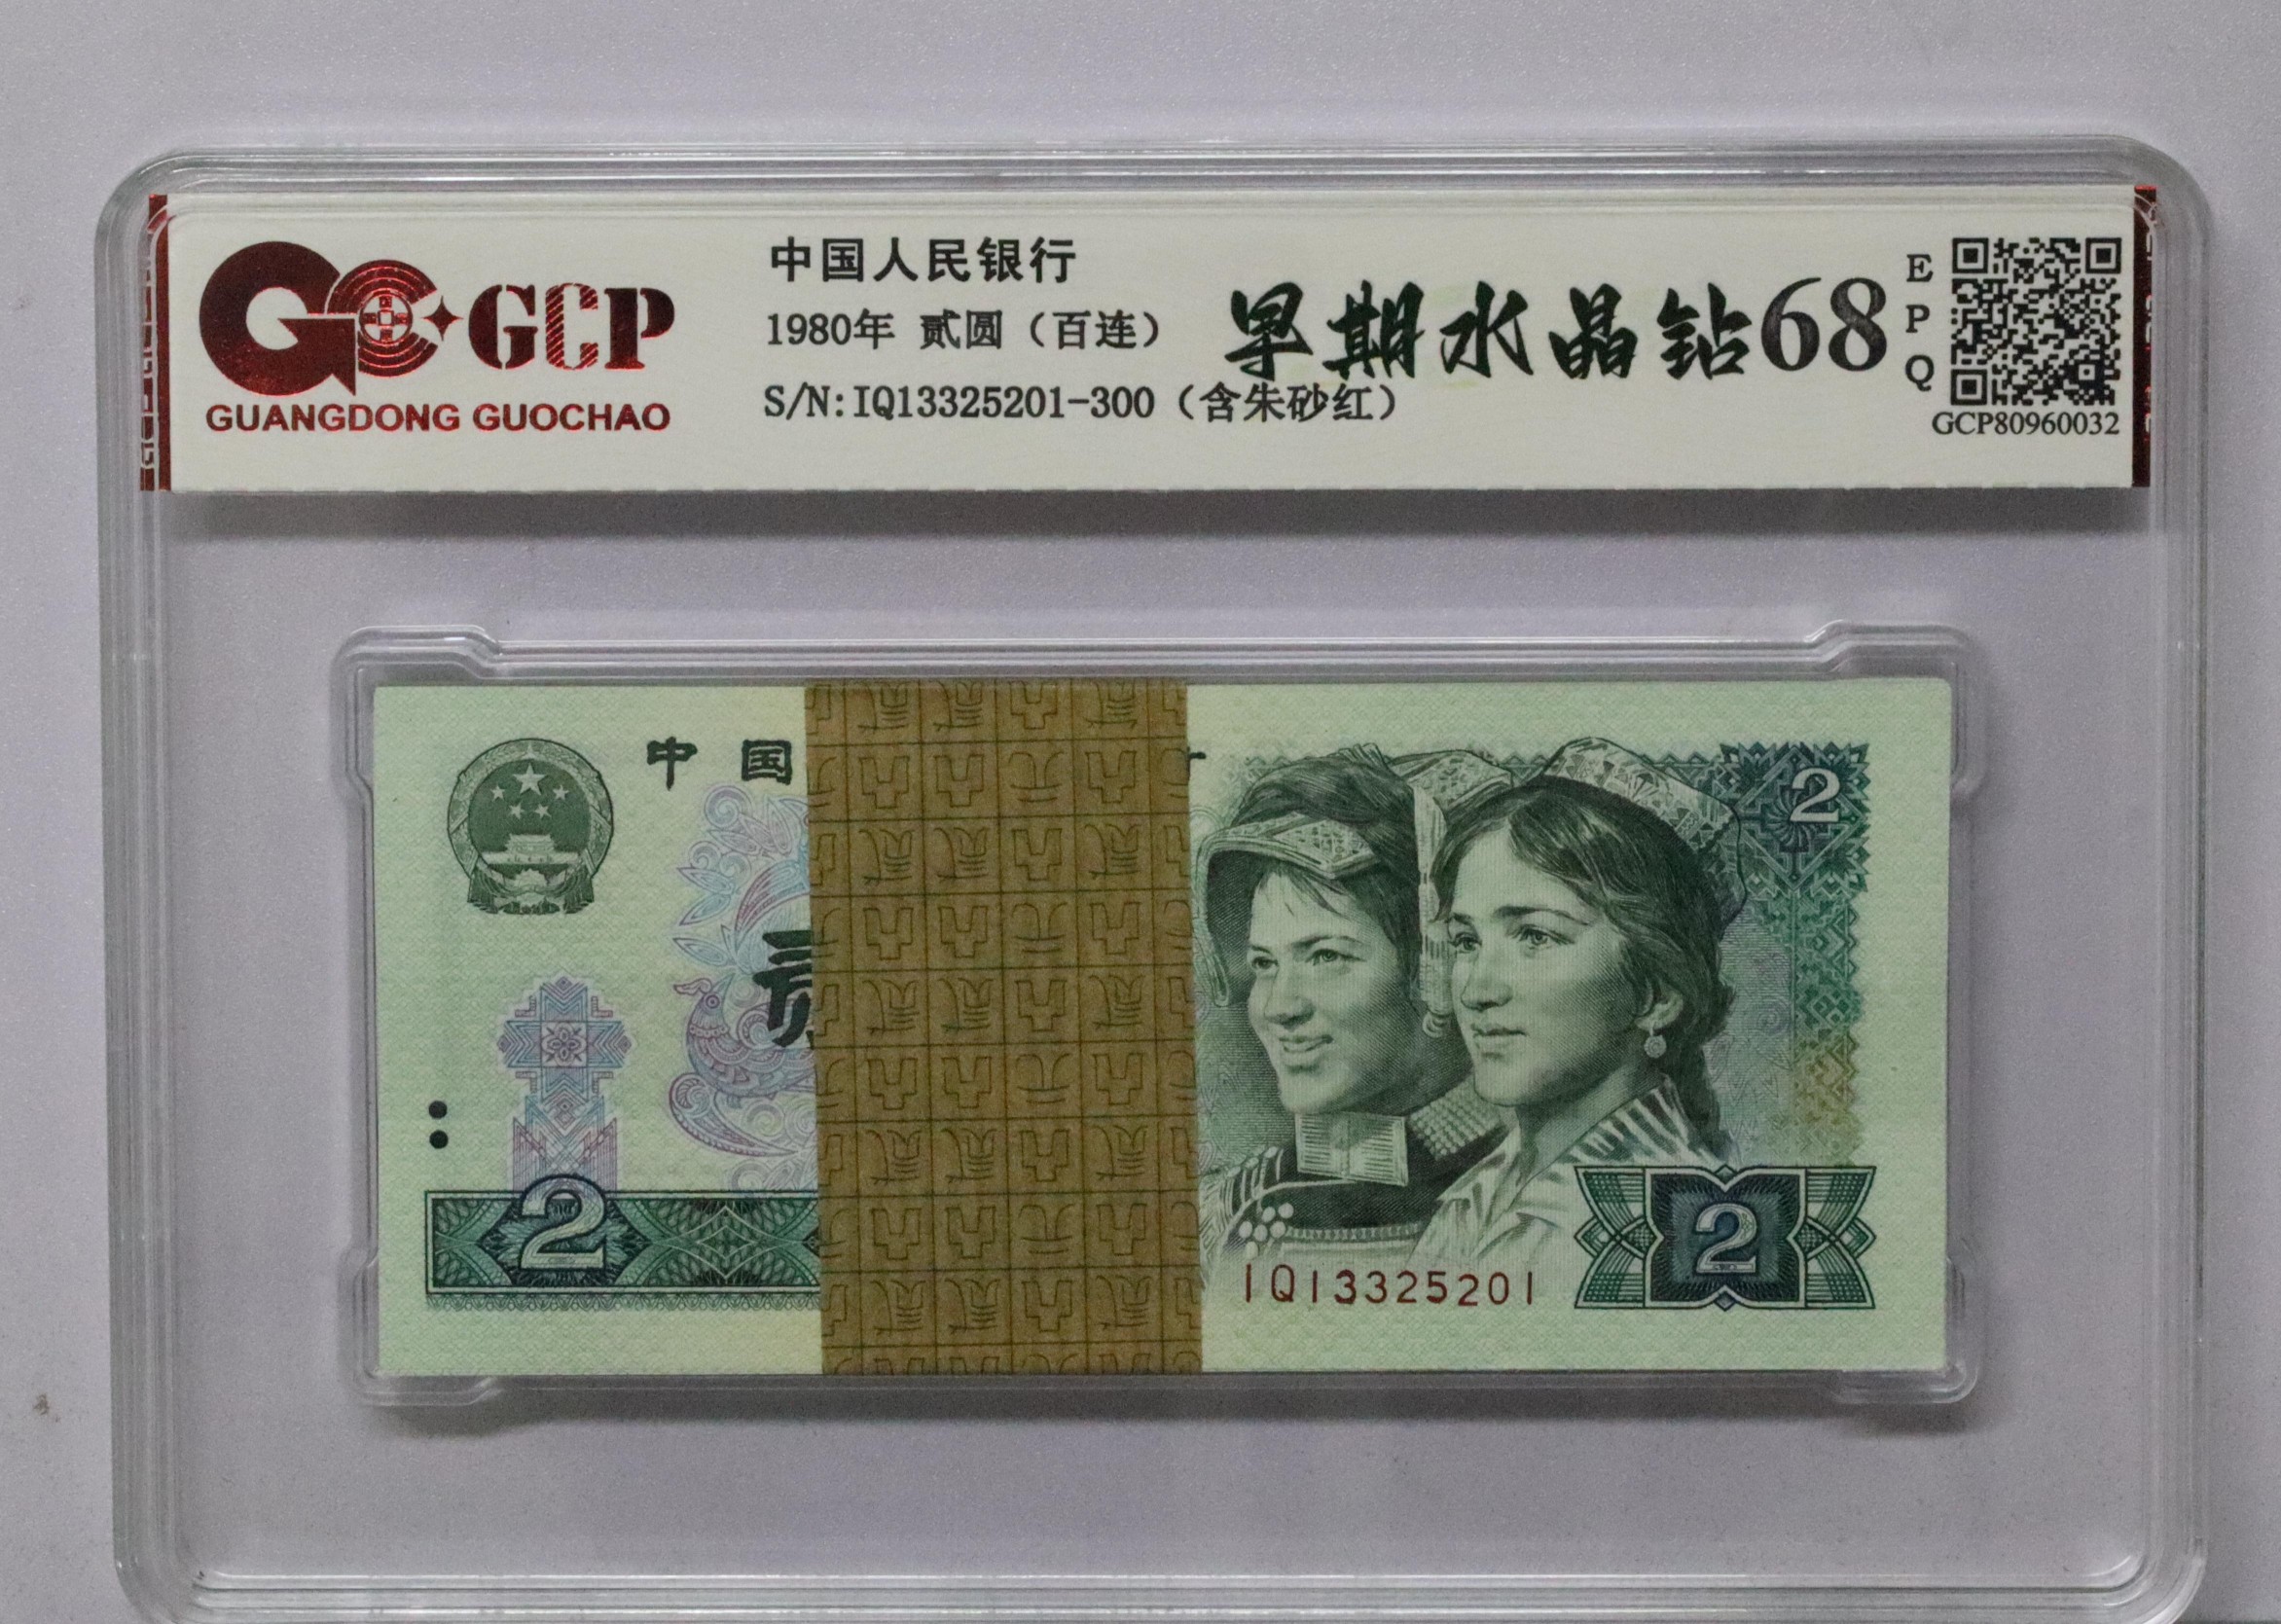 GCP
GUANGDONG GUOCHAO
中国人民银行
1980年 贰圆（百连）
S/N:IQ13325201-300（含朱砂红）
早期水晶钻68
EPQ
GCP80960032
中国
贰
2
2
2
IQ13325201